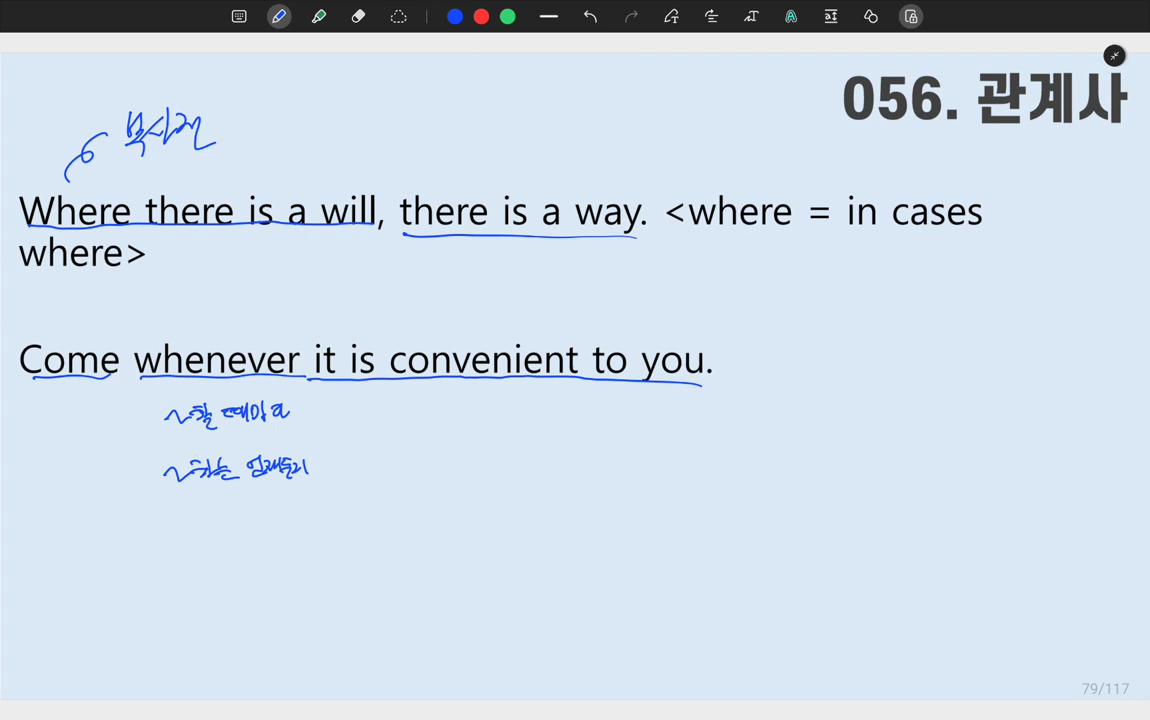 056. 관계사
복사절
Where there is a will, there is a way. <where = in cases
where>
Come whenever it is convenient to you.
~할 때마다
~하는 언제든지
79/117